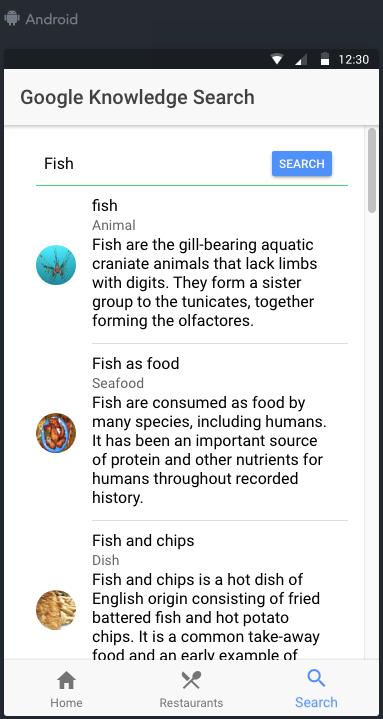 Android
12:30
Google Knowledge Search
Fish
SEARCH
fish
Animal
Fish are the gill-bearing aquatic
craniate animals that lack limbs
with digits. They form a sister
group to the tunicates, together
forming the olfactores.
Fish as food
Seafood
Fish are consumed as food by
many species, including humans.
It has been an important source
of protein and other nutrients for
humans throughout recorded
history.
Fish and chips
Dish
Fish and chips is a hot dish of
English origin consisting of fried
battered fish and hot potato
chips. It is a common take-away
food and an early example of
Home
Restaurants
Search